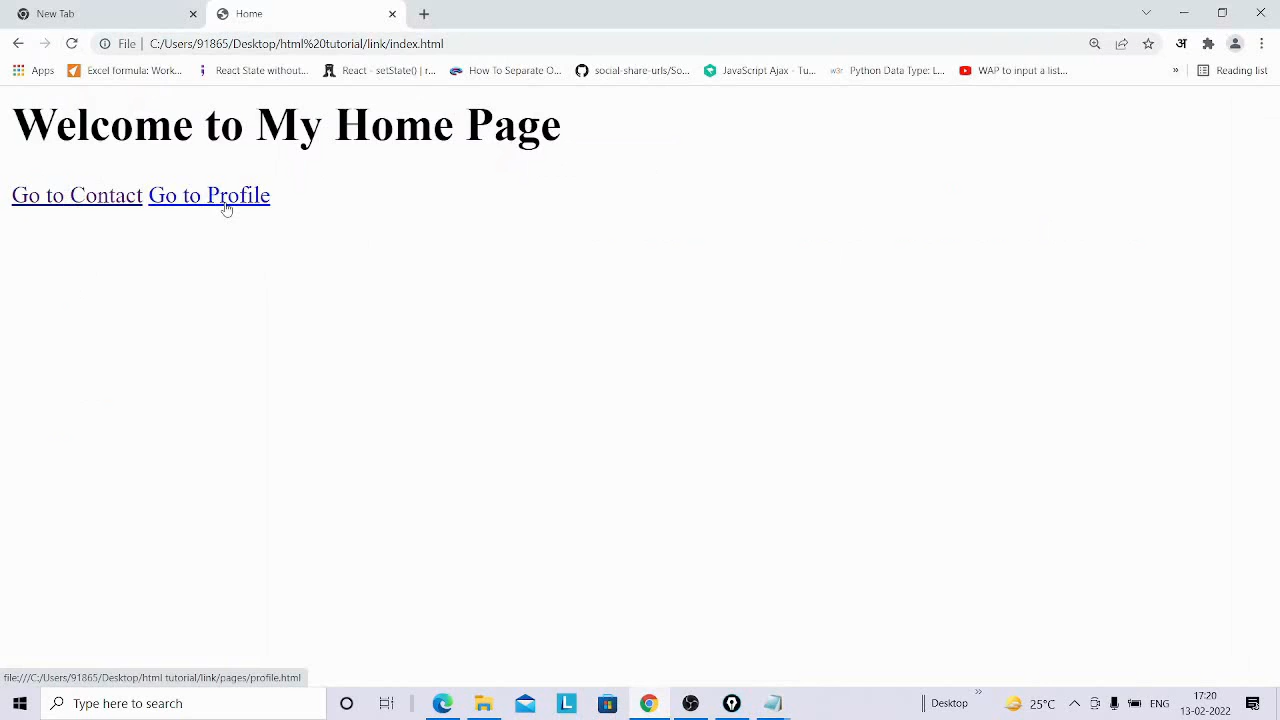 New Tab
Home
File
C:/Users/91865/Desktop/html%20tutorial/link/index.html
अ
Apps
Excel formula: Work...
React State without...
React - setState() | r...
How To Separate O...
social-share-urls/So...
JavaScript Ajax - Tu...
w3r
Python Data Type: L...
WAP to input a list...
»
Reading list
Welcome to My Home Page
Go to Contact Go to Profile
file:///C:/Users/91865/Desktop/html tutorial/link/pages/profile.html
Type here to search
L
Desktop
»
25°C
ENG
17:20
13-02-2022